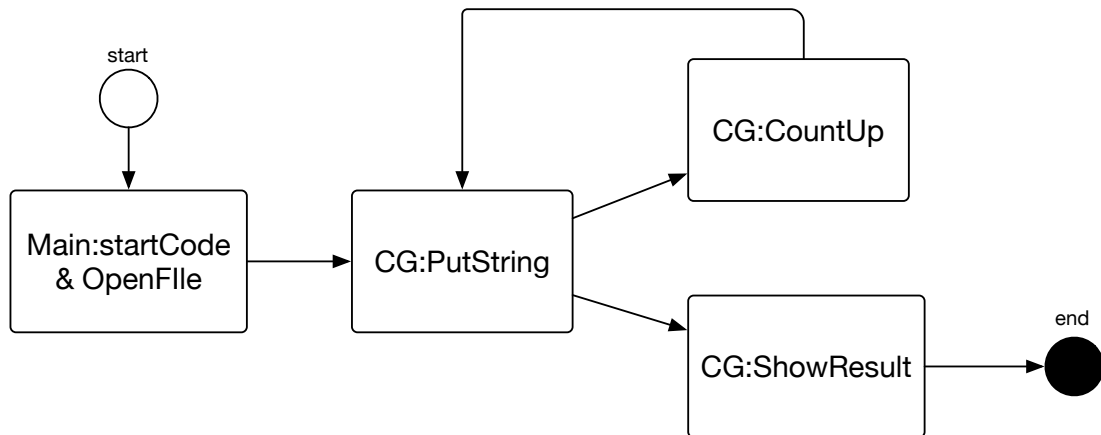 start
CG:CountUp
Main:startCode
& OpenFIle
CG:PutString
CG:ShowResult
end